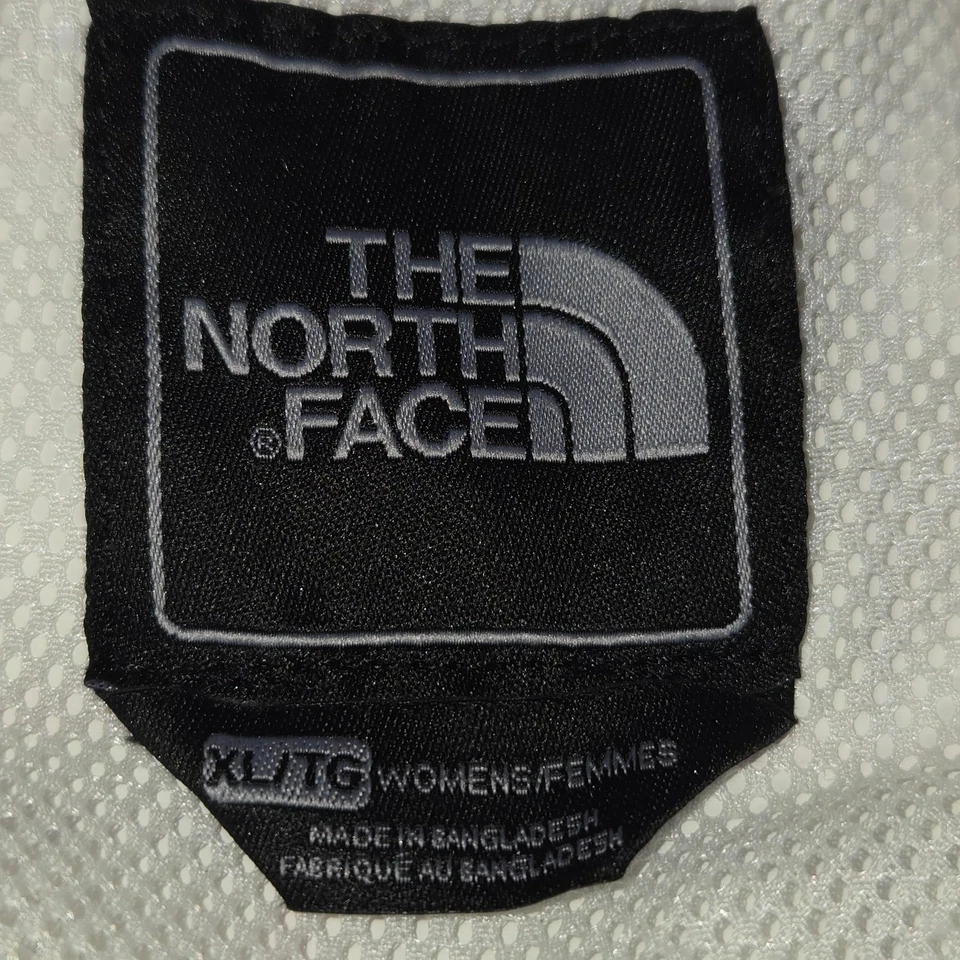 THE
NORTH
FACE
®
XL/TG WOMENS/FEMMES
MADE IN BANGLADESH
FABRIQUÉ AU BANGLADESH